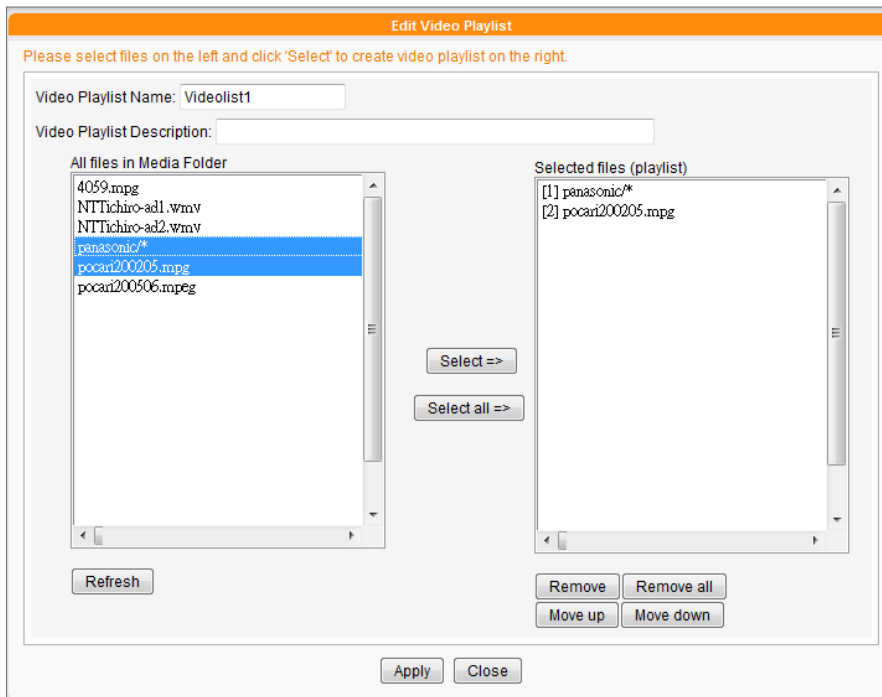 Edit Video Playlist
Please select files on the left and click 'Select' to create video playlist on the right.
Video Playlist Name: Videolist1
Video Playlist Description:
All files in Media Folder
4059.mpg
NTTichiro-ad1.wmv
NTTichiro-ad2.wmv
panasonic/*
pocari200205.mpg
pocari200506.mpeg
Select =>
Select all =>
Selected files (playlist)
[1] panasonic/*
[2] pocari200205.mpg
Refresh
Remove Remove all
Move up Move down
Apply Close